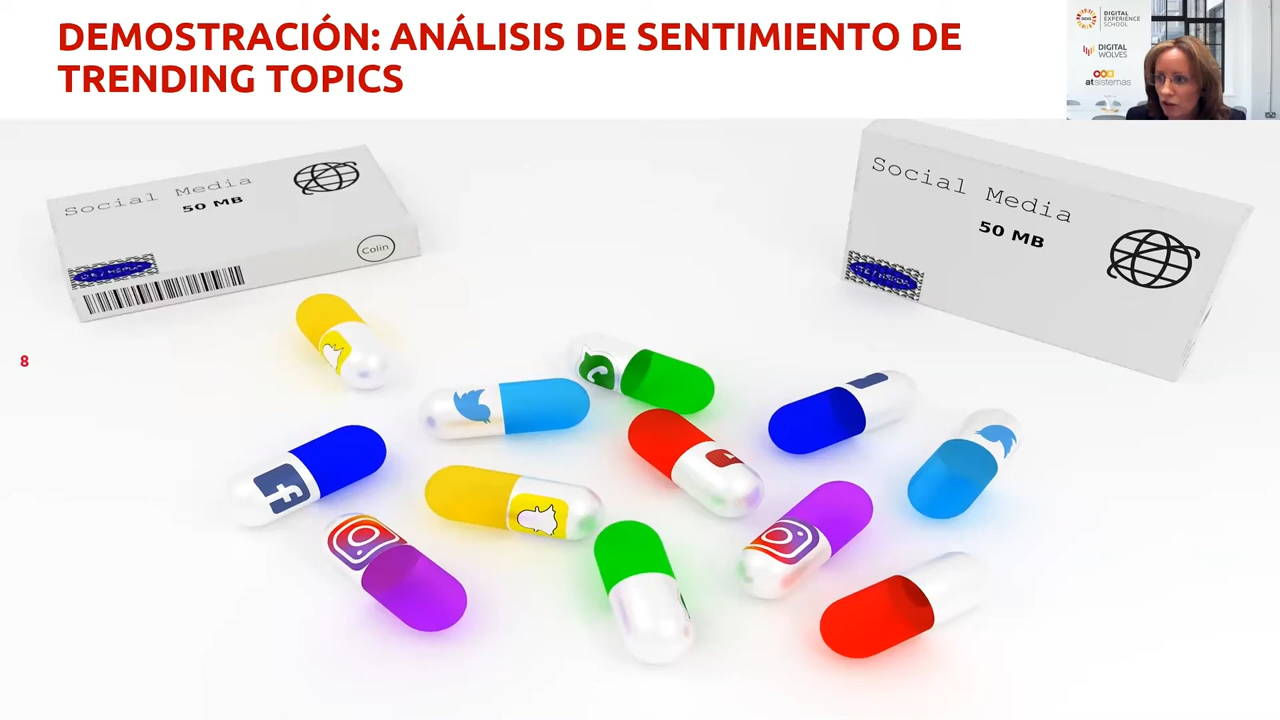 DEMOSTRACIÓN: ANÁLISIS DE SENTIMIENTO DE
TRENDING TOPICS
DIGITAL
EXPERIENCE
SCHOOL
DIGITAL
WOLVES
atsistemas
Social Media
50 MB
Colin
Social Media
50 MB
8